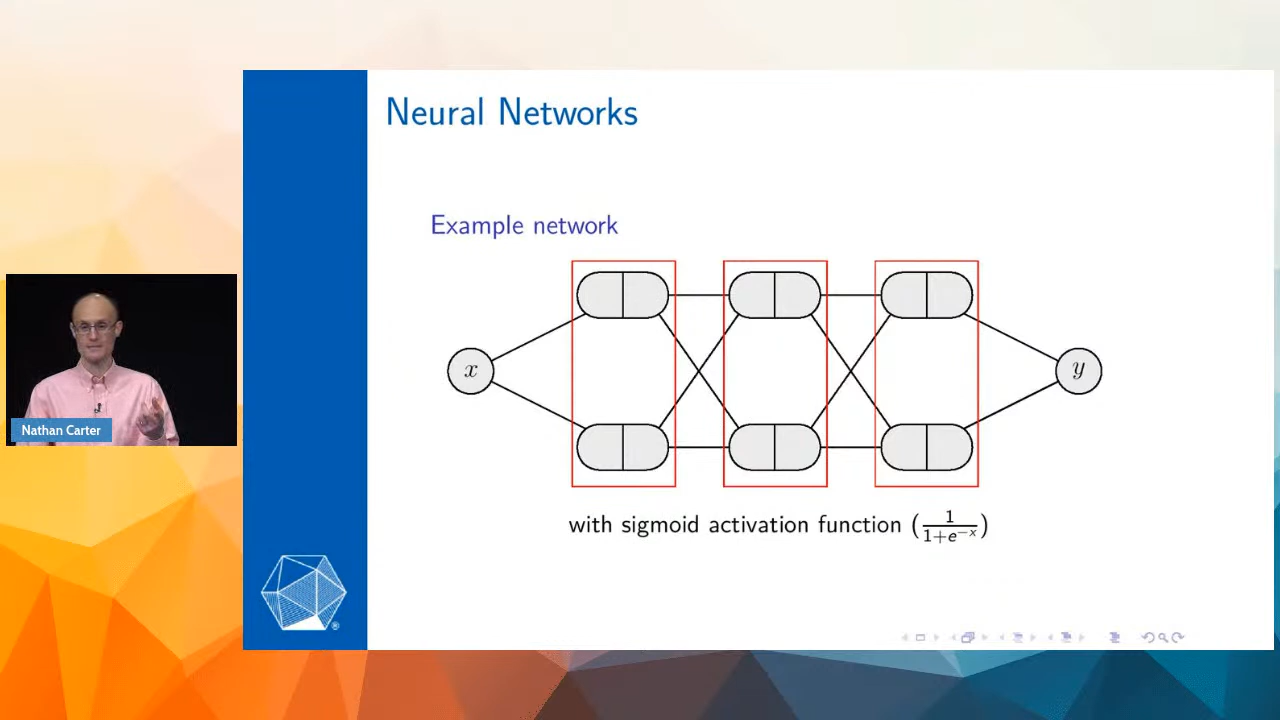 Neural Networks
Example network
x
y
with sigmoid activation function (1/(1+e^{-x}))
Nathan Carter
®